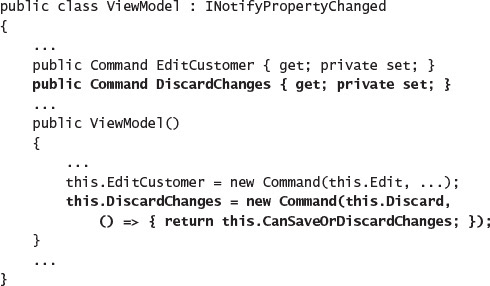 public class ViewModel : INotifyPropertyChanged
{
    ...
    public Command EditCustomer { get; private set; }
    public Command DiscardChanges { get; private set; }
    ...
    public ViewModel()
    {
        ...
        this.EditCustomer = new Command(this.Edit, ...);
        this.DiscardChanges = new Command(this.Discard,
            () => { return this.CanSaveOrDiscardChanges; });
    }
    ...
}